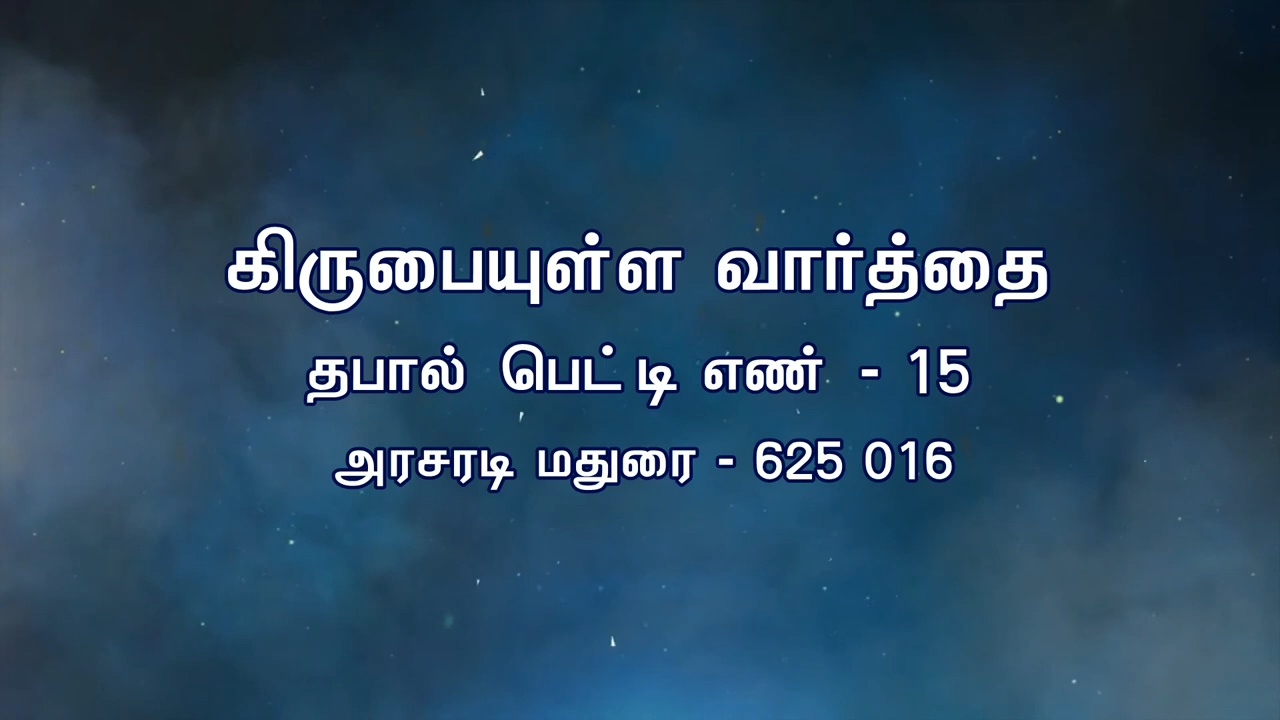 கிருபையுள்ள வார்த்தை
தபால் பெட்டி எண் - 15
அரசரடி மதுரை - 625 016